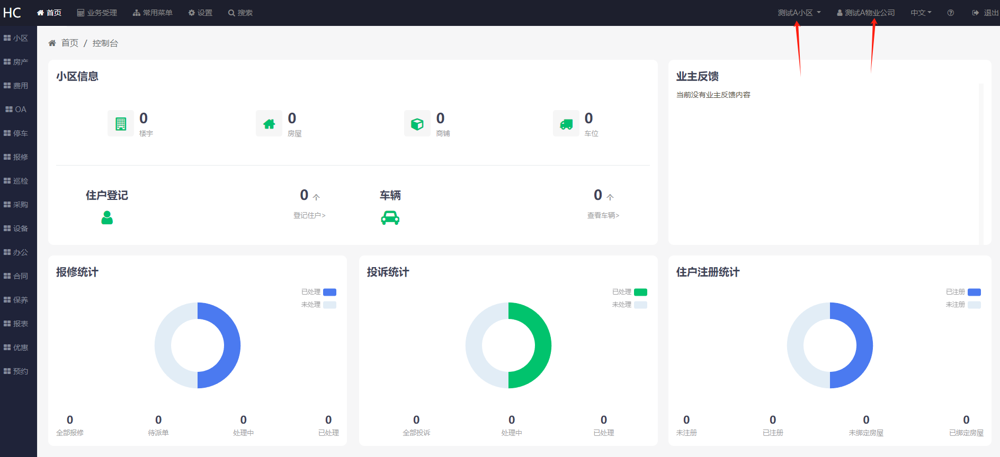 HC 首页 业务受理 常用菜单 设置 搜索 测试A小区 测试A物业公司 中文 退出
小区
房产
费用
OA
停车
报修
巡检
采购
设备
办公
合同
保养
报表
优惠
预约
首页 / 控制台
小区信息
0
楼宇
0
房屋
0
商铺
0
车位
住户登记
0 个
登记住户>
车辆
0 个
查看车辆>
业主反馈
当前没有业主反馈内容
报修统计
已处理
未处理
0
全部报修
0
待派单
0
处理中
0
已处理
投诉统计
已处理
未处理
0
全部投诉
0
处理中
0
已处理
住户注册统计
已注册
未注册
0
未注册
0
已注册
0
未绑定房屋
0
已绑定房屋